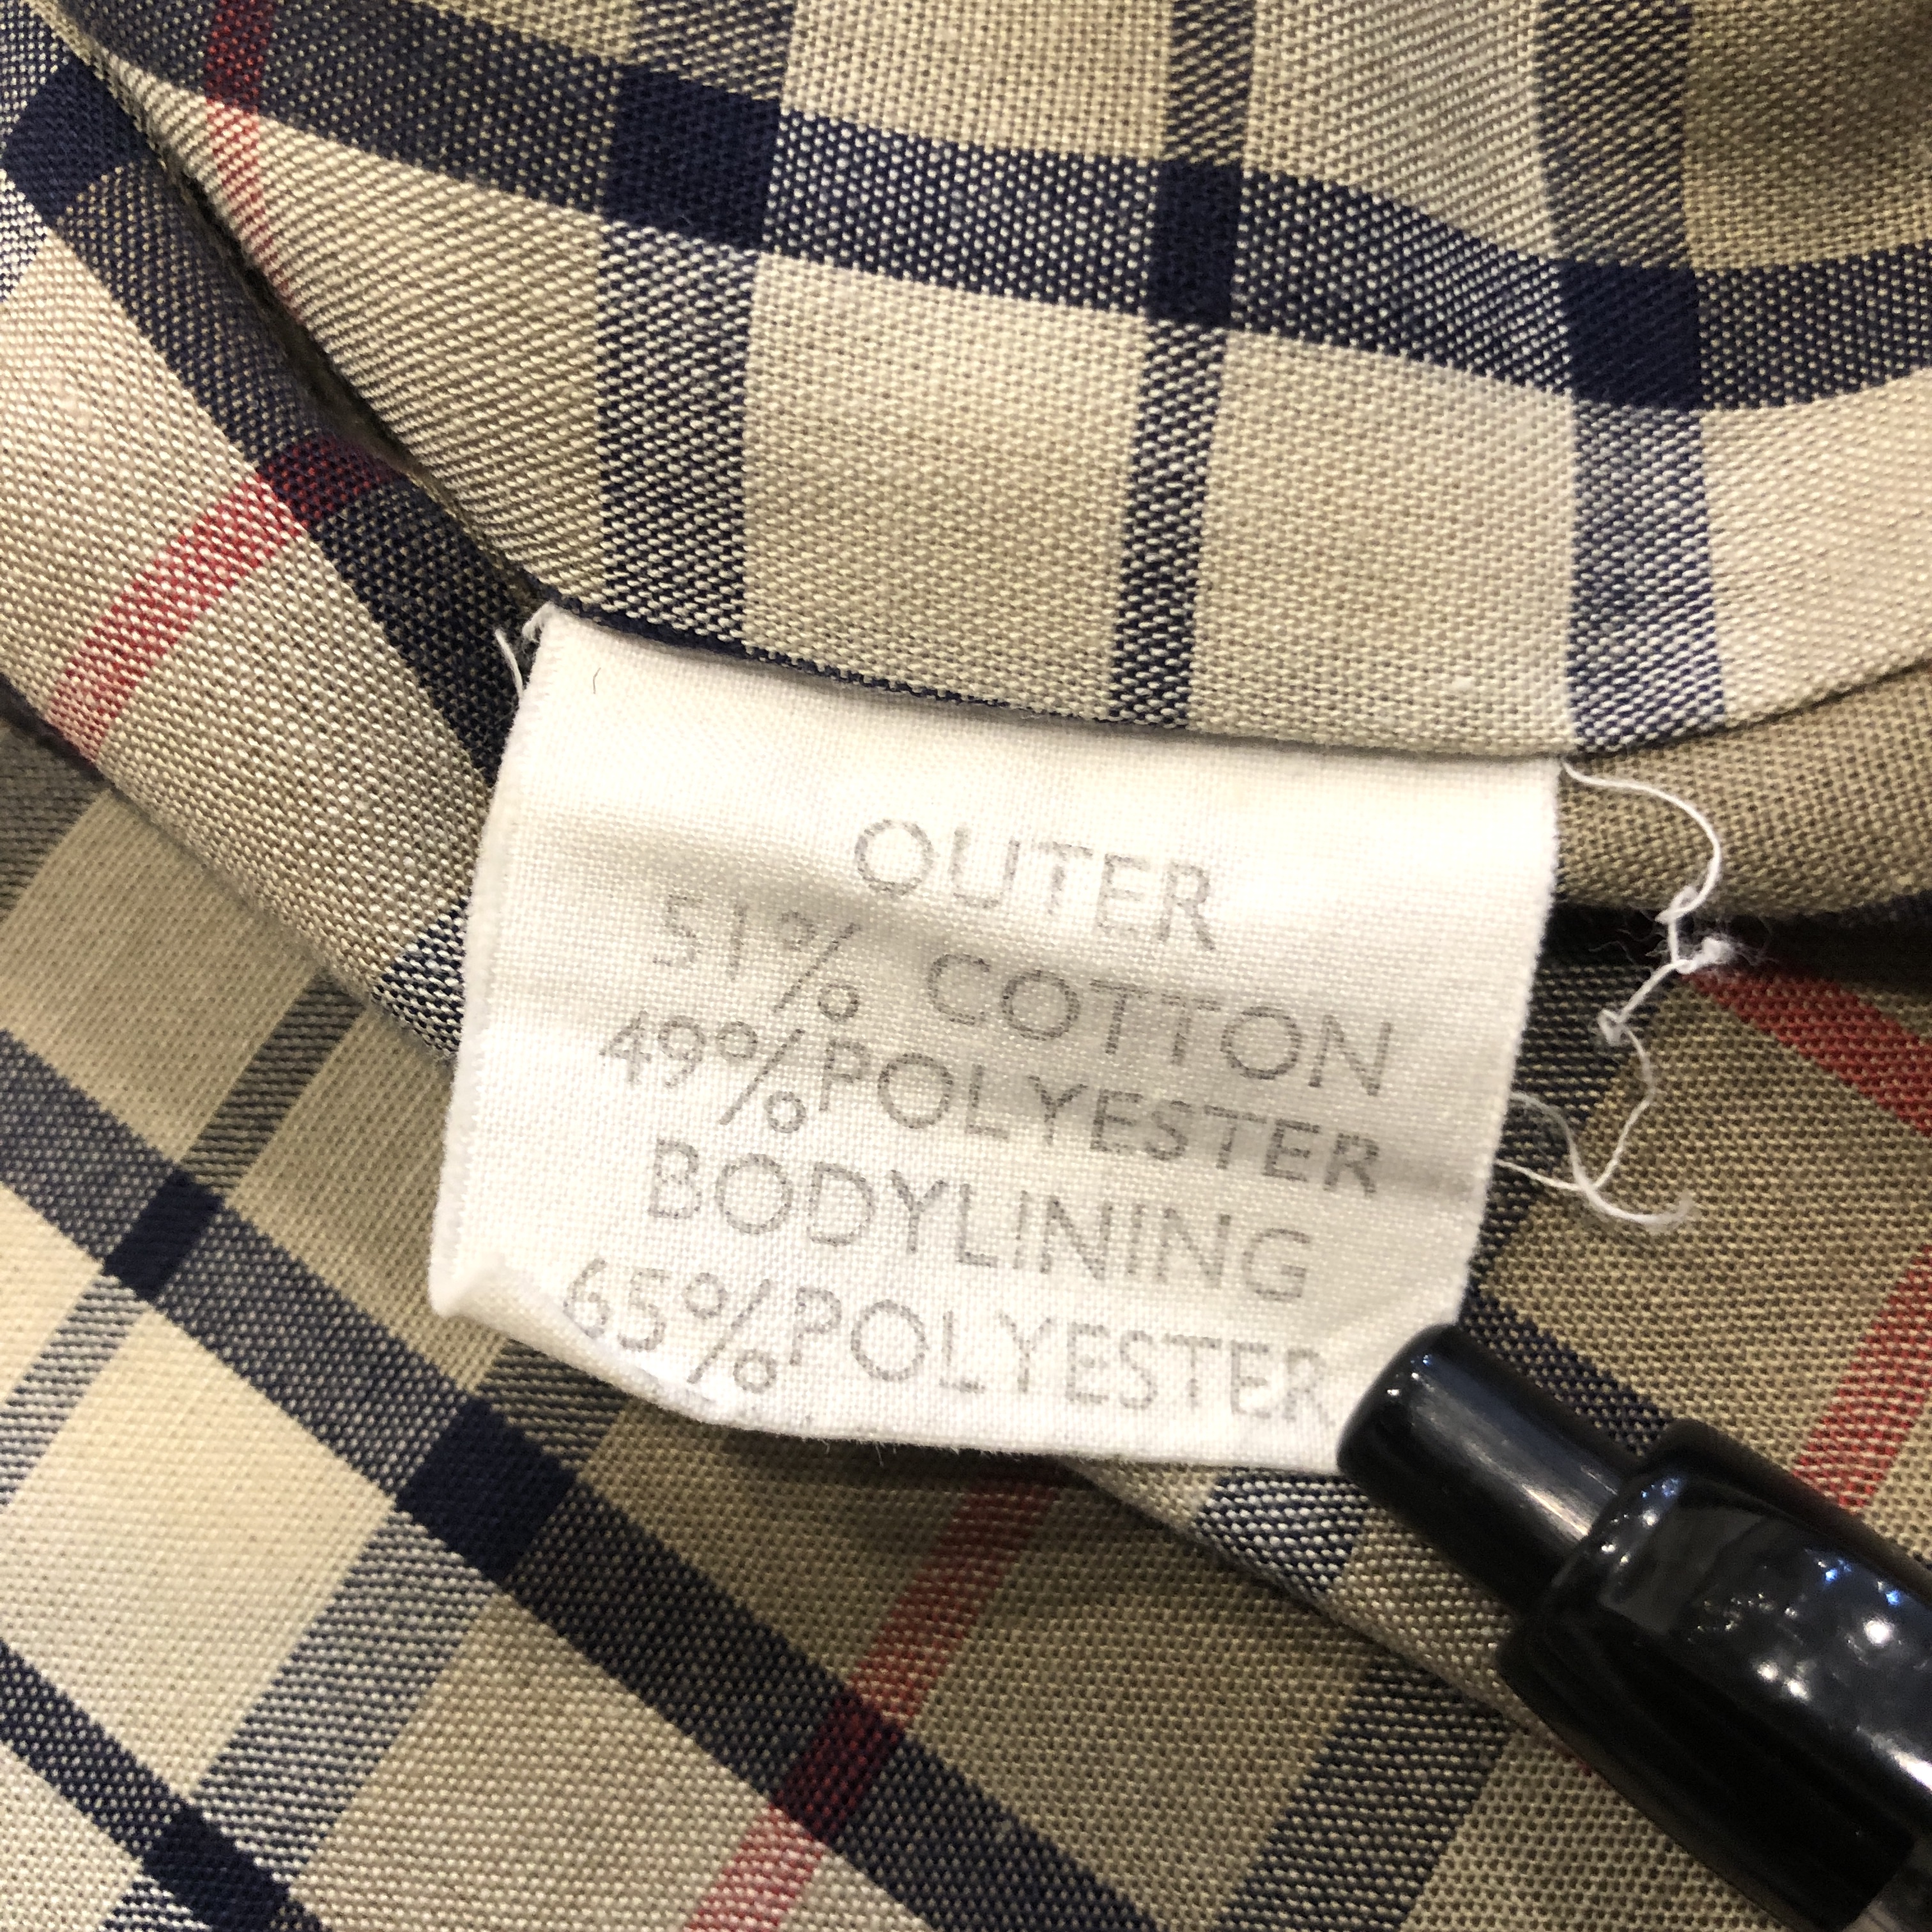 OUTER
51% COTTON
49%POLYESTER
BODYLINING
65%POLYESTER